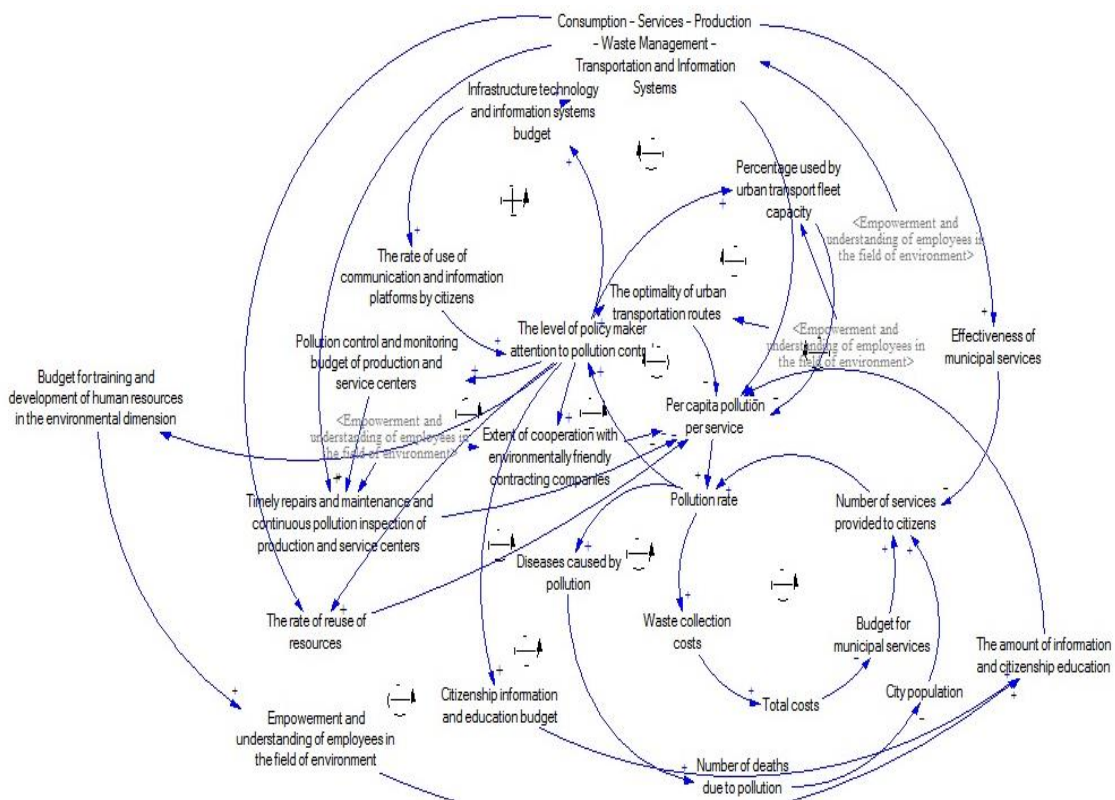 Consumption – Services – Production
– Waste Management –
Transportation and Information
Systems
Infrastructure technology
and information systems
budget
Percentage used by
urban transport fleet
capacity
<Empowerment and
understanding of employees in
the field of environment>
The rate of use of
communication and information
platforms by citizens
The optimality of urban
transportation routes
The level of policy maker
attention to pollution contr
<Empowerment and
understanding of employees in
the field of environment>
Effectiveness of
municipal services
Pollution control and monitoring
budget of production and
service centers
Budget for training and
development of human resources
in the environmental dimension
<Empowerment and
understanding of employees in
the field of environment>
Extent of cooperation with
environmentally friendly
contracting companies
Per capita pollution
per service
Timely repairs and maintenance and
continuous pollution inspection of
production and service centers
Pollution rate
Number of services
provided to citizens
Diseases caused by
pollution
The rate of reuse of
resources
Waste collection
costs
Budget for
municipal services
The amount of information
and citizenship education
Citizenship information
and education budget
Total costs
City population
Empowerment and
understanding of employees in
the field of environment
Number of deaths
due to pollution